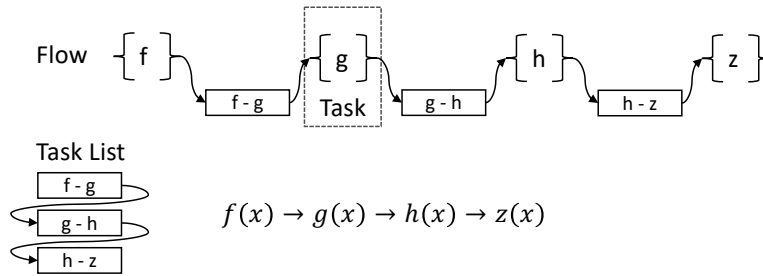 Flow {f} {g} {h} {z}
f - g Task g - h h - z
Task List
f - g
g - h
h - z
f(x) → g(x) → h(x) → z(x)